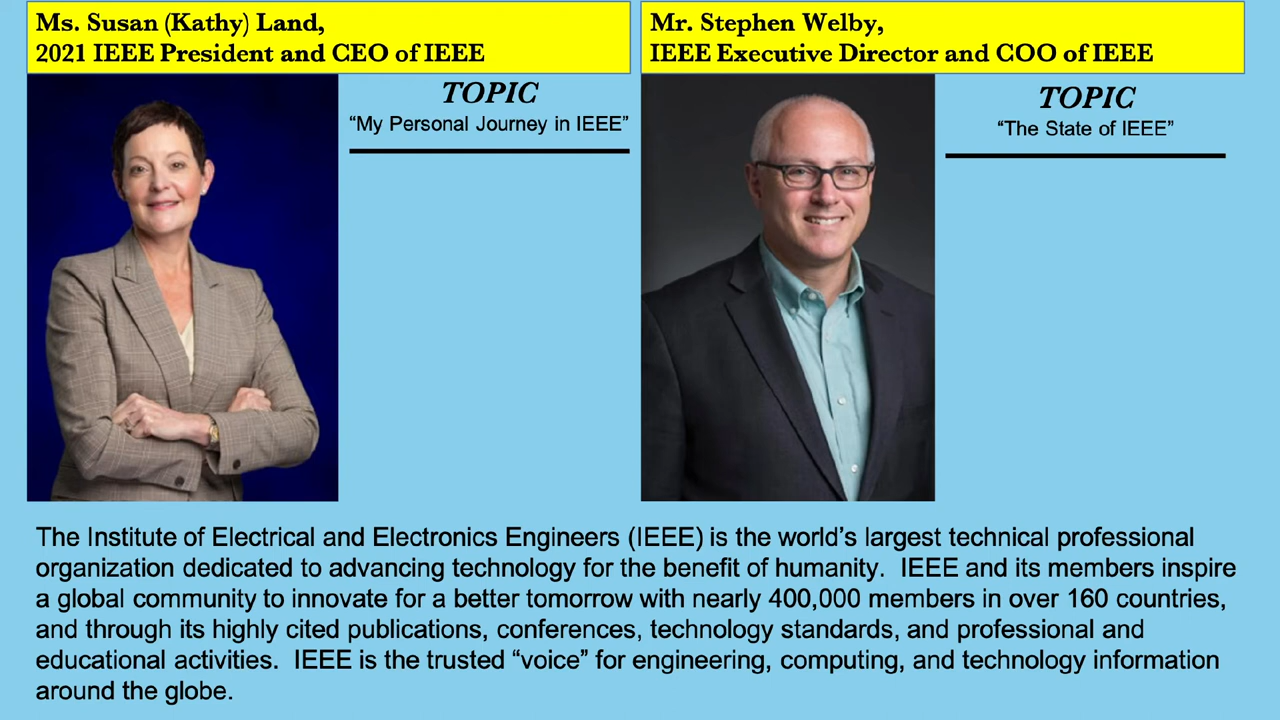 Ms. Susan (Kathy) Land,
2021 IEEE President and CEO of IEEE
TOPIC
“My Personal Journey in IEEE”
Mr. Stephen Welby,
IEEE Executive Director and COO of IEEE
TOPIC
“The State of IEEE”
The Institute of Electrical and Electronics Engineers (IEEE) is the world’s largest technical professional
organization dedicated to advancing technology for the benefit of humanity.  IEEE and its members inspire
a global community to innovate for a better tomorrow with nearly 400,000 members in over 160 countries,
and through its highly cited publications, conferences, technology standards, and professional and
educational activities.  IEEE is the trusted “voice” for engineering, computing, and technology information
around the globe.